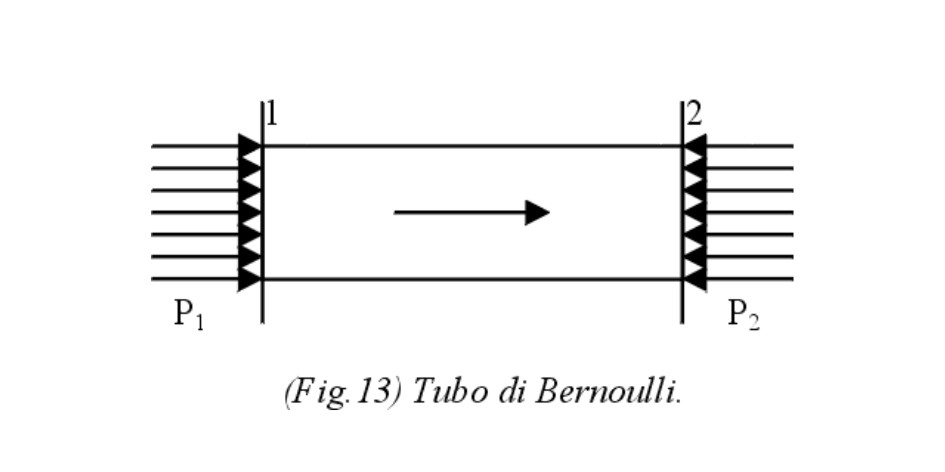 1
2
P₁
P₂
(Fig.13) Tubo di Bernoulli.